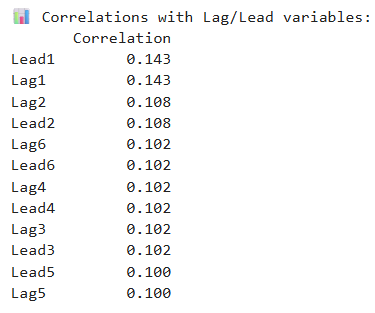 📊 Correlations with Lag/Lead variables:
Correlation
Lead1 0.143
Lag1 0.143
Lag2 0.108
Lead2 0.108
Lag6 0.102
Lead6 0.102
Lag4 0.102
Lead4 0.102
Lag3 0.102
Lead3 0.102
Lead5 0.100
Lag5 0.100